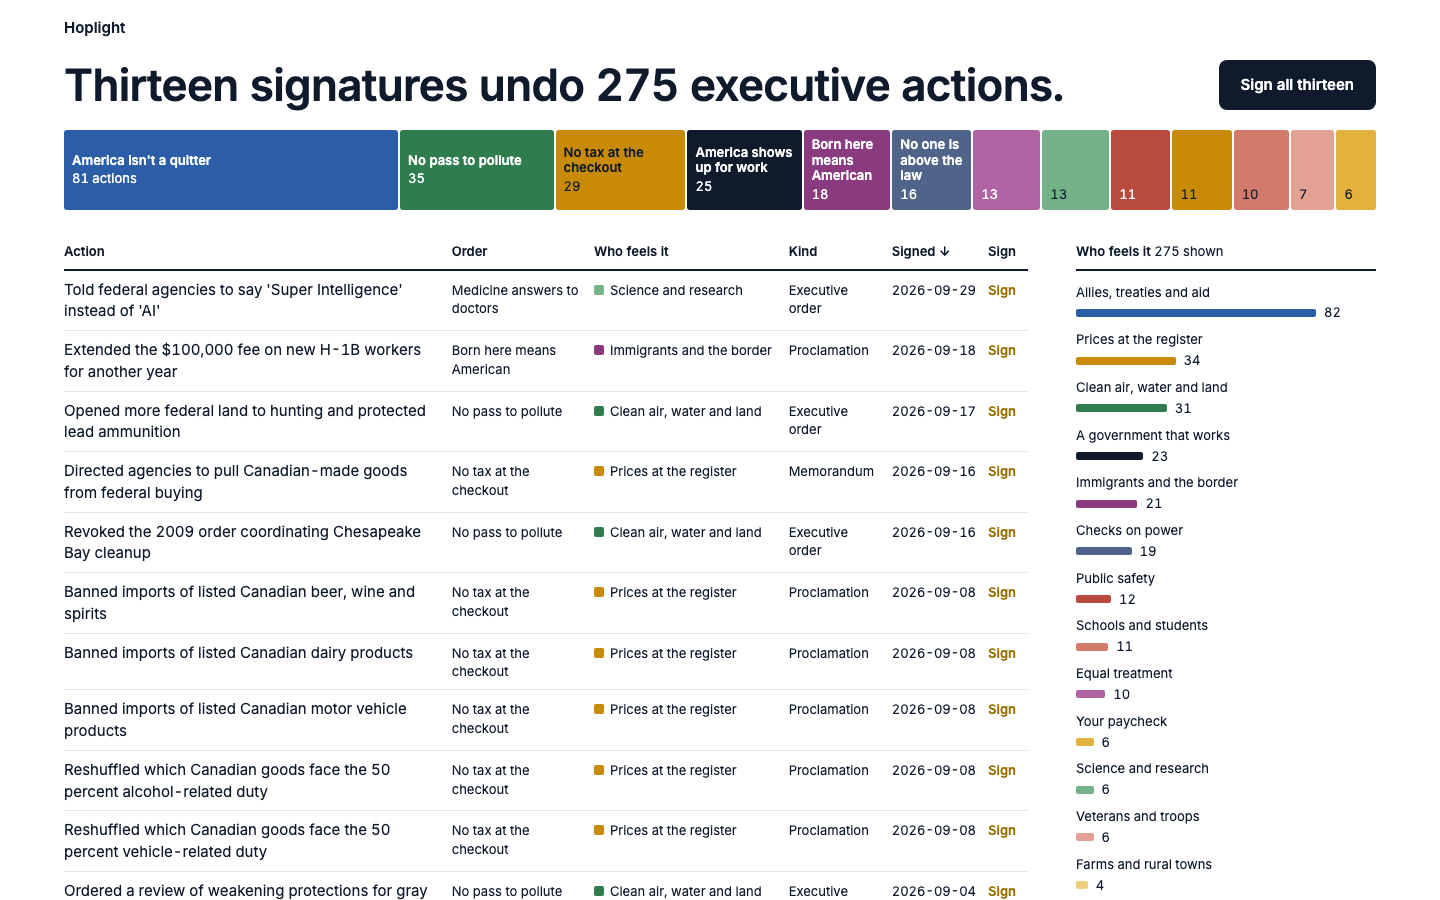 Hoplight
Thirteen signatures undo 275 executive actions.
Sign all thirteen
America isn't a quitter
81 actions
No pass to pollute
35
No tax at the
checkout
29
America shows
up for work
25
Born here
means
American
18
No one is
above the
law
16
13
13
11
11
10
7
6
Action Order Who feels it Kind Signed ↓ Sign
Told federal agencies to say 'Super Intelligence' Medicine answers to Science and research Executive 2026-09-29 Sign
instead of 'AI' doctors order
Extended the $100,000 fee on new H-1B workers Born here means Immigrants and the border Proclamation 2026-09-18 Sign
for another year American
Opened more federal land to hunting and protected No pass to pollute Clean air, water and land Executive 2026-09-17 Sign
lead ammunition order
Directed agencies to pull Canadian-made goods No tax at the Prices at the register Memorandum 2026-09-16 Sign
from federal buying checkout
Revoked the 2009 order coordinating Chesapeake No pass to pollute Clean air, water and land Executive 2026-09-16 Sign
Bay cleanup order
Banned imports of listed Canadian beer, wine and No tax at the Prices at the register Proclamation 2026-09-08 Sign
spirits checkout
Banned imports of listed Canadian dairy products No tax at the Prices at the register Proclamation 2026-09-08 Sign
checkout
Banned imports of listed Canadian motor vehicle No tax at the Prices at the register Proclamation 2026-09-08 Sign
products checkout
Reshuffled which Canadian goods face the 50 No tax at the Prices at the register Proclamation 2026-09-08 Sign
percent alcohol-related duty checkout
Reshuffled which Canadian goods face the 50 No tax at the Prices at the register Proclamation 2026-09-08 Sign
percent vehicle-related duty checkout
Ordered a review of weakening protections for gray No pass to pollute Clean air, water and land Executive 2026-09-04 Sign
Who feels it 275 shown
Allies, treaties and aid
82
Prices at the register
34
Clean air, water and land
31
A government that works
23
Immigrants and the border
21
Checks on power
19
Public safety
12
Schools and students
11
Equal treatment
10
Your paycheck
6
Science and research
6
Veterans and troops
6
Farms and rural towns
4